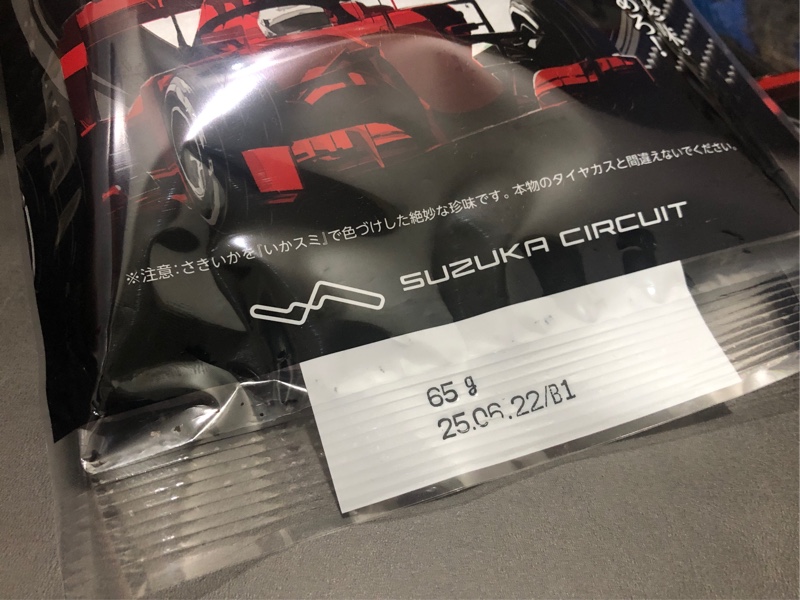 ※注意：さきいかを『いかスミ』で色づけした絶妙な珍味です。本物のタイヤカスと間違えないでください。
SUZUKA CIRCUIT
65 g
25.06.22/B1